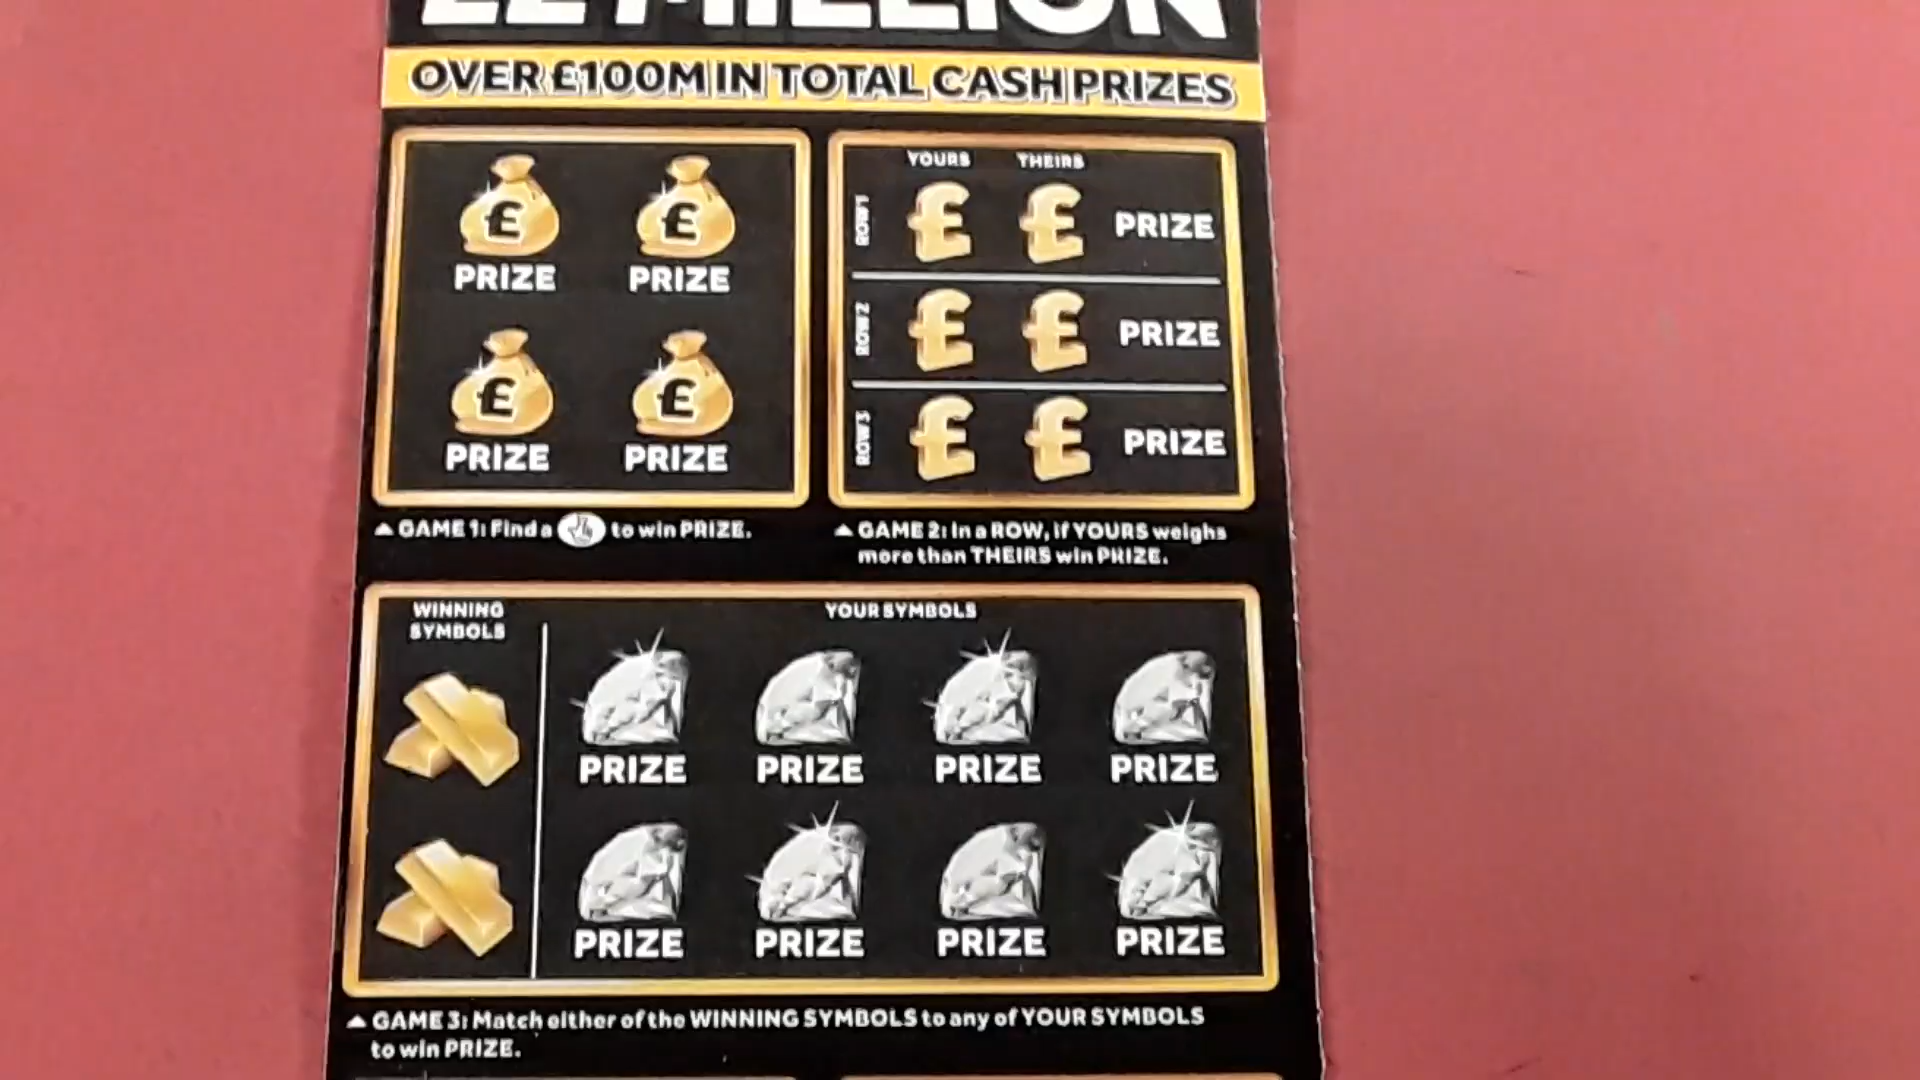 £2 MILLION
OVER £100M IN TOTAL CASH PRIZES
£ £
PRIZE PRIZE
£ £
PRIZE PRIZE
▲ GAME 1: Find a to win PRIZE.
YOURS THEIRS
ROW 1 £ £ PRIZE
ROW 2 £ £ PRIZE
ROW 3 £ £ PRIZE
▲ GAME 2: In a ROW, if YOURS weighs
more than THEIRS win PRIZE.
WINNING
SYMBOLS
YOUR SYMBOLS
PRIZE PRIZE PRIZE PRIZE
PRIZE PRIZE PRIZE PRIZE
▲ GAME 3: Match either of the WINNING SYMBOLS to any of YOUR SYMBOLS
to win PRIZE.